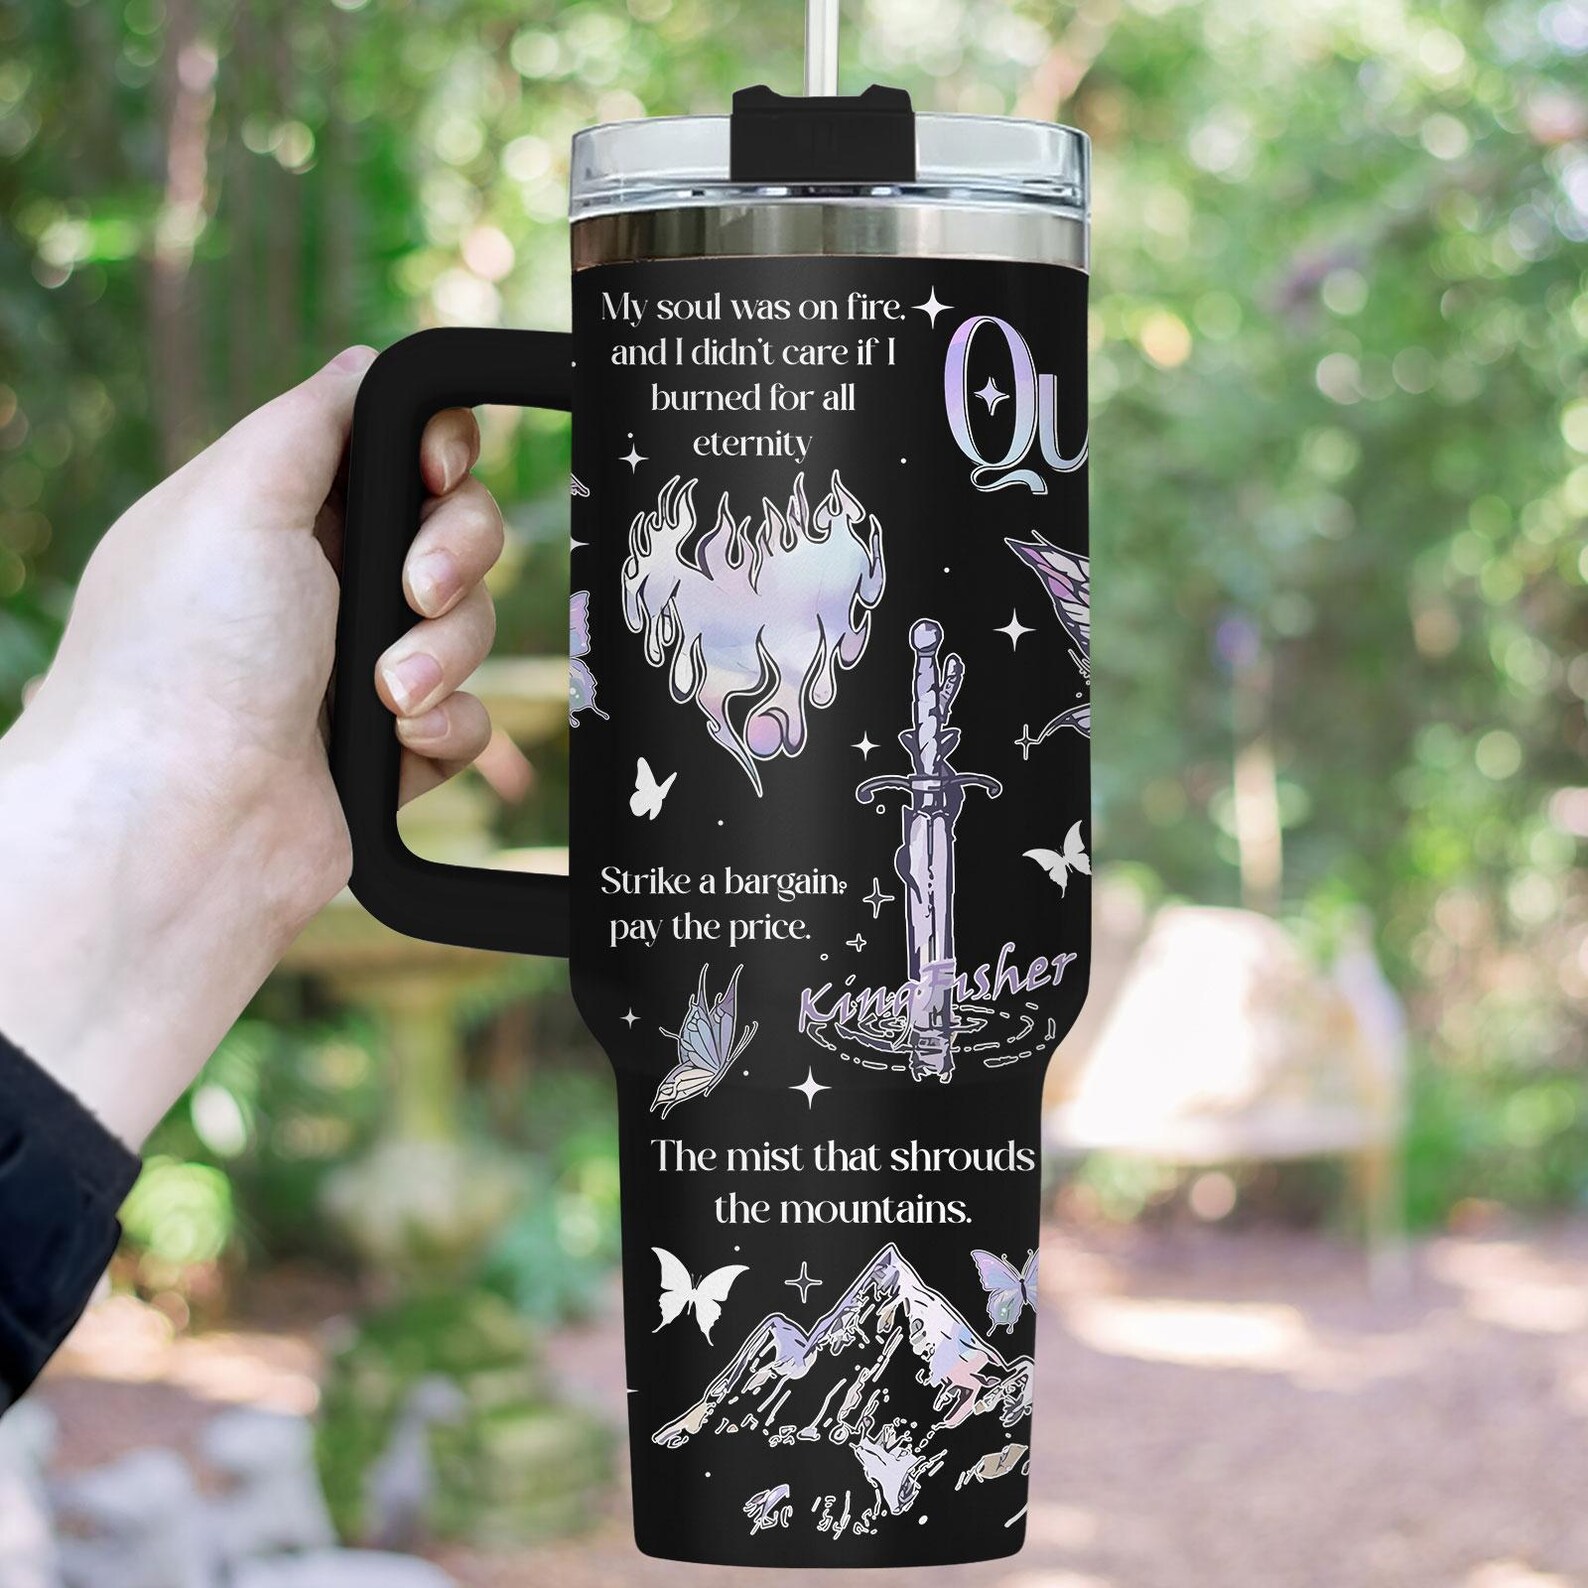 My soul was on fire,
and I didn't care if I
burned for all
eternity
Qu
Strike a bargain;
pay the price.
KingFisher
The mist that shrouds
the mountains.